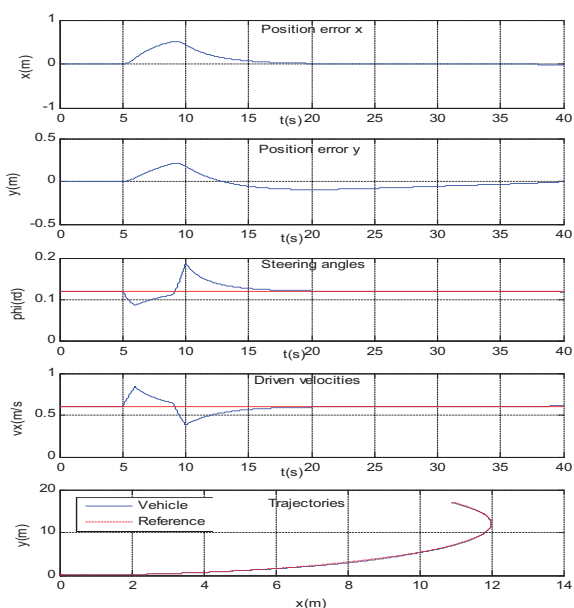 Position error x
1
0
-1
x(m)
0 5 10 15 20 25 30 35 40
t(s)
Position error y
0.5
0
-0.5
y(m)
0 5 10 15 20 25 30 35 40
t(s)
Steering angles
0.2
0.1
0
phi(rd)
0 5 10 15 20 25 30 35 40
t(s)
Driven velocities
1
0.5
0
vx(m/s
0 5 10 15 20 25 30 35 40
t(s)
Trajectories
Vehicle
Reference
20
10
0
y(m)
0 2 4 6 8 10 12 14
x(m)